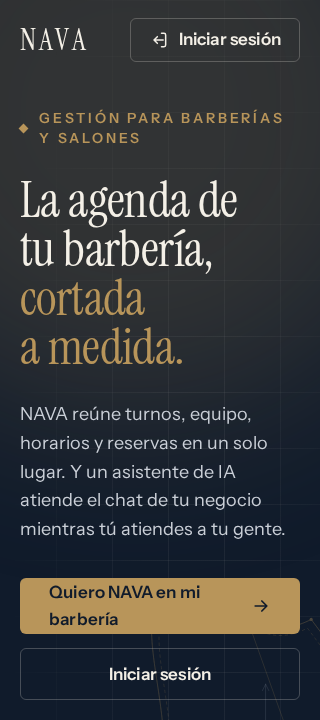 NAVA
Iniciar sesión
GESTIÓN PARA BARBERÍAS
Y SALONES
La agenda de
tu barbería,
cortada
a medida.
NAVA reúne turnos, equipo,
horarios y reservas en un solo
lugar. Y un asistente de IA
atiende el chat de tu negocio
mientras tú atiendes a tu gente.
Quiero NAVA en mi
barbería
Iniciar sesión